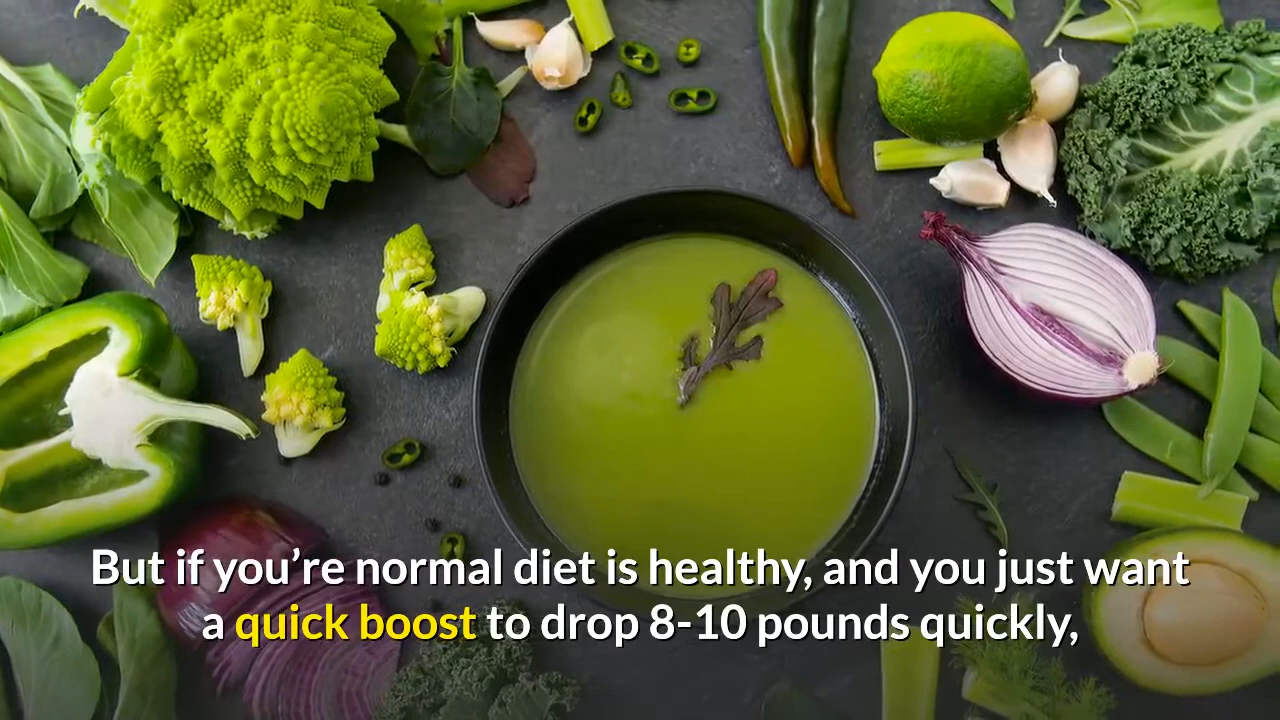 But if you’re normal diet is healthy, and you just want
a quick boost to drop 8-10 pounds quickly,